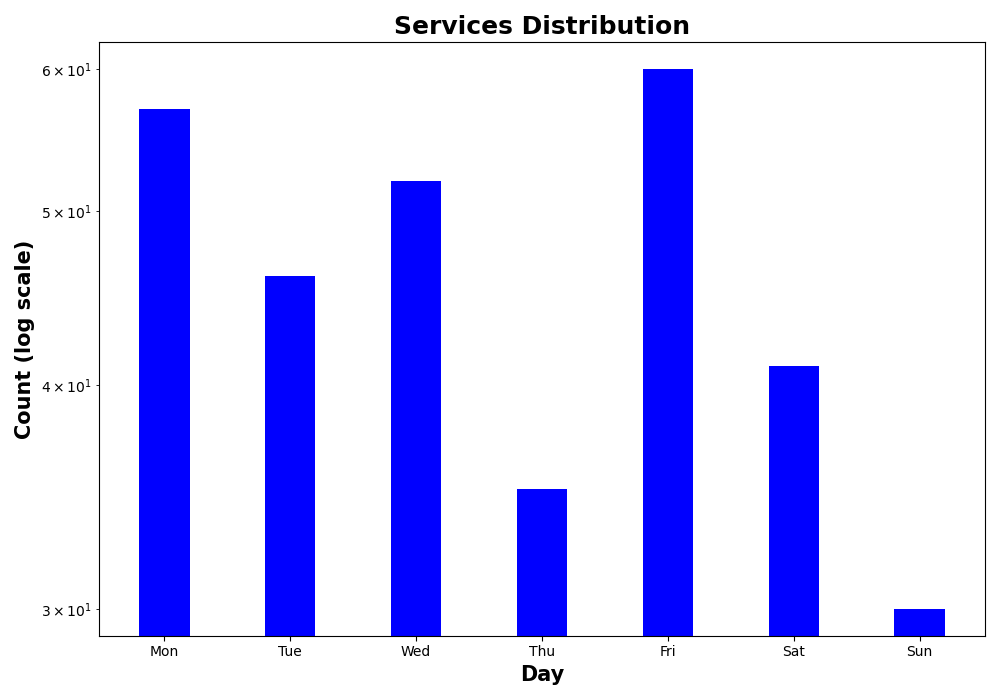 Services Distribution
Count (log scale)
6 × 10¹
5 × 10¹
4 × 10¹
3 × 10¹
Mon Tue Wed Thu Fri Sat Sun
Day